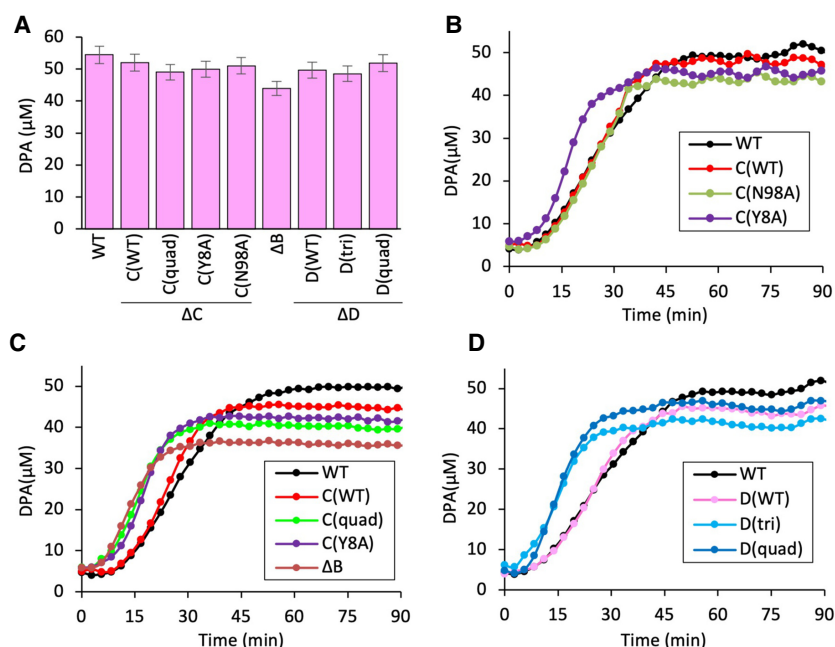 A
DPA (μM)
60
50
40
30
20
10
0
WT
C(WT)
C(quad)
C(Y8A)
C(N98A)
ΔB
D(WT)
D(tri)
D(quad)
ΔC
ΔD
B
DPA(μM)
50
40
30
20
10
0
WT
C(WT)
C(N98A)
C(Y8A)
0 15 30 45 60 75 90
Time (min)
C
DPA(μM)
50
40
30
20
10
0
WT
C(WT)
C(quad)
C(Y8A)
ΔB
0 15 30 45 60 75 90
Time (min)
D
DPA(μM)
50
40
30
20
10
0
WT
D(WT)
D(tri)
D(quad)
0 15 30 45 60 75 90
Time (min)